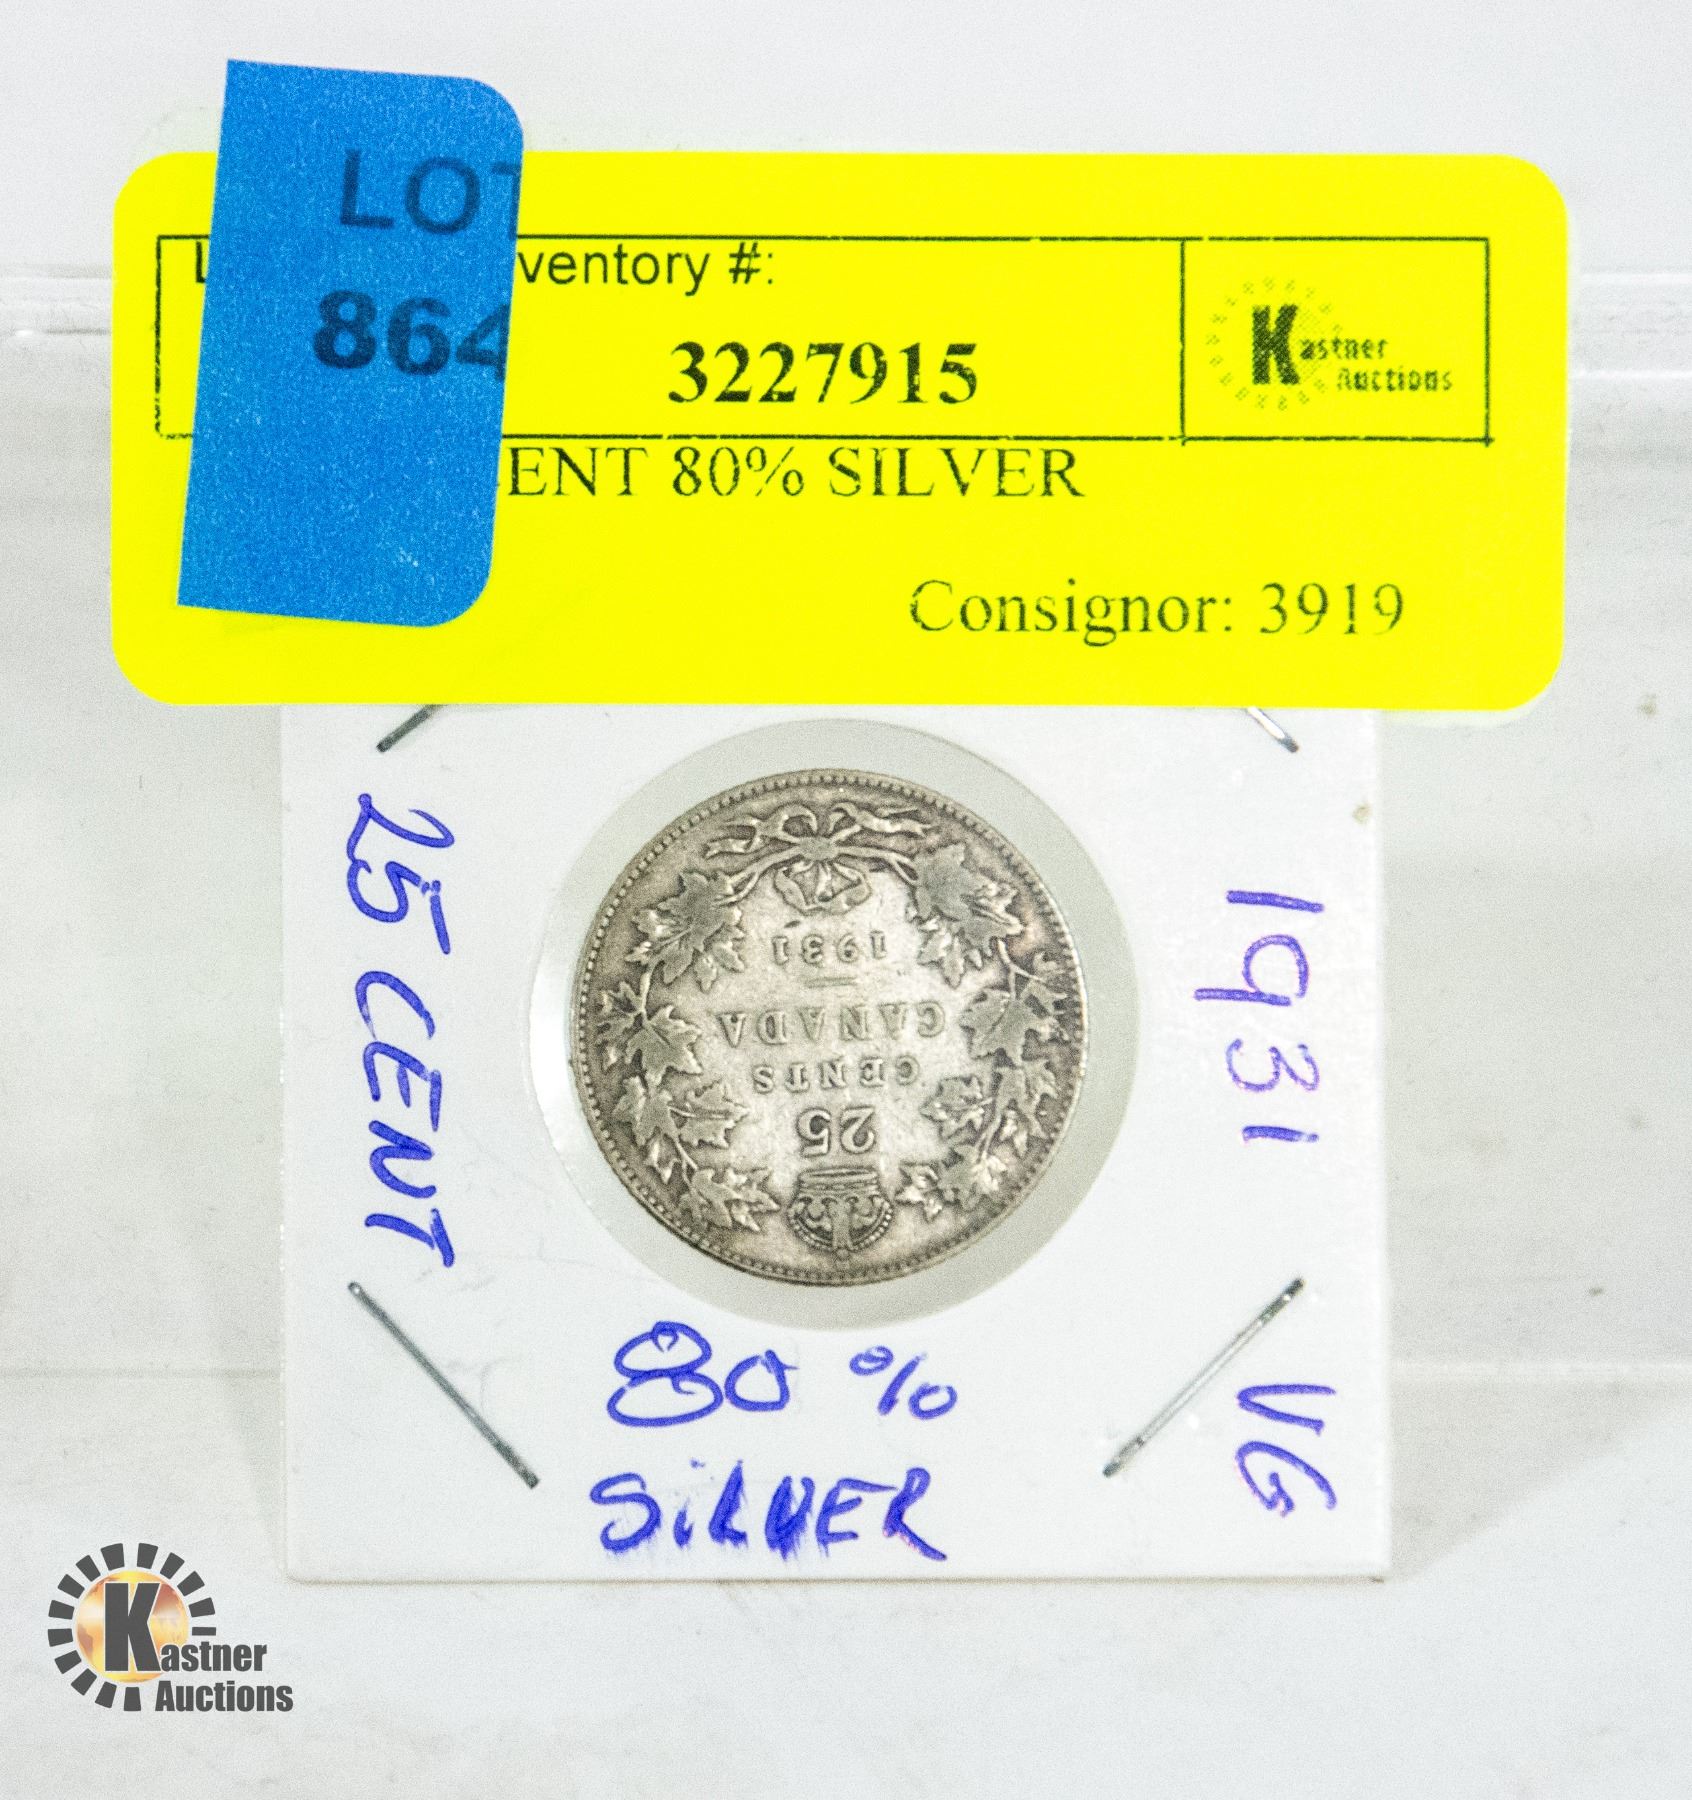 LOT
864
ventory #:
3227915
Kastner
Auctions
ENT 80% SILVER
Consignor: 3919
25 CENT
1931
CANADA
CENTS
25
1931
VG
80%
SILVER
Kastner
Auctions